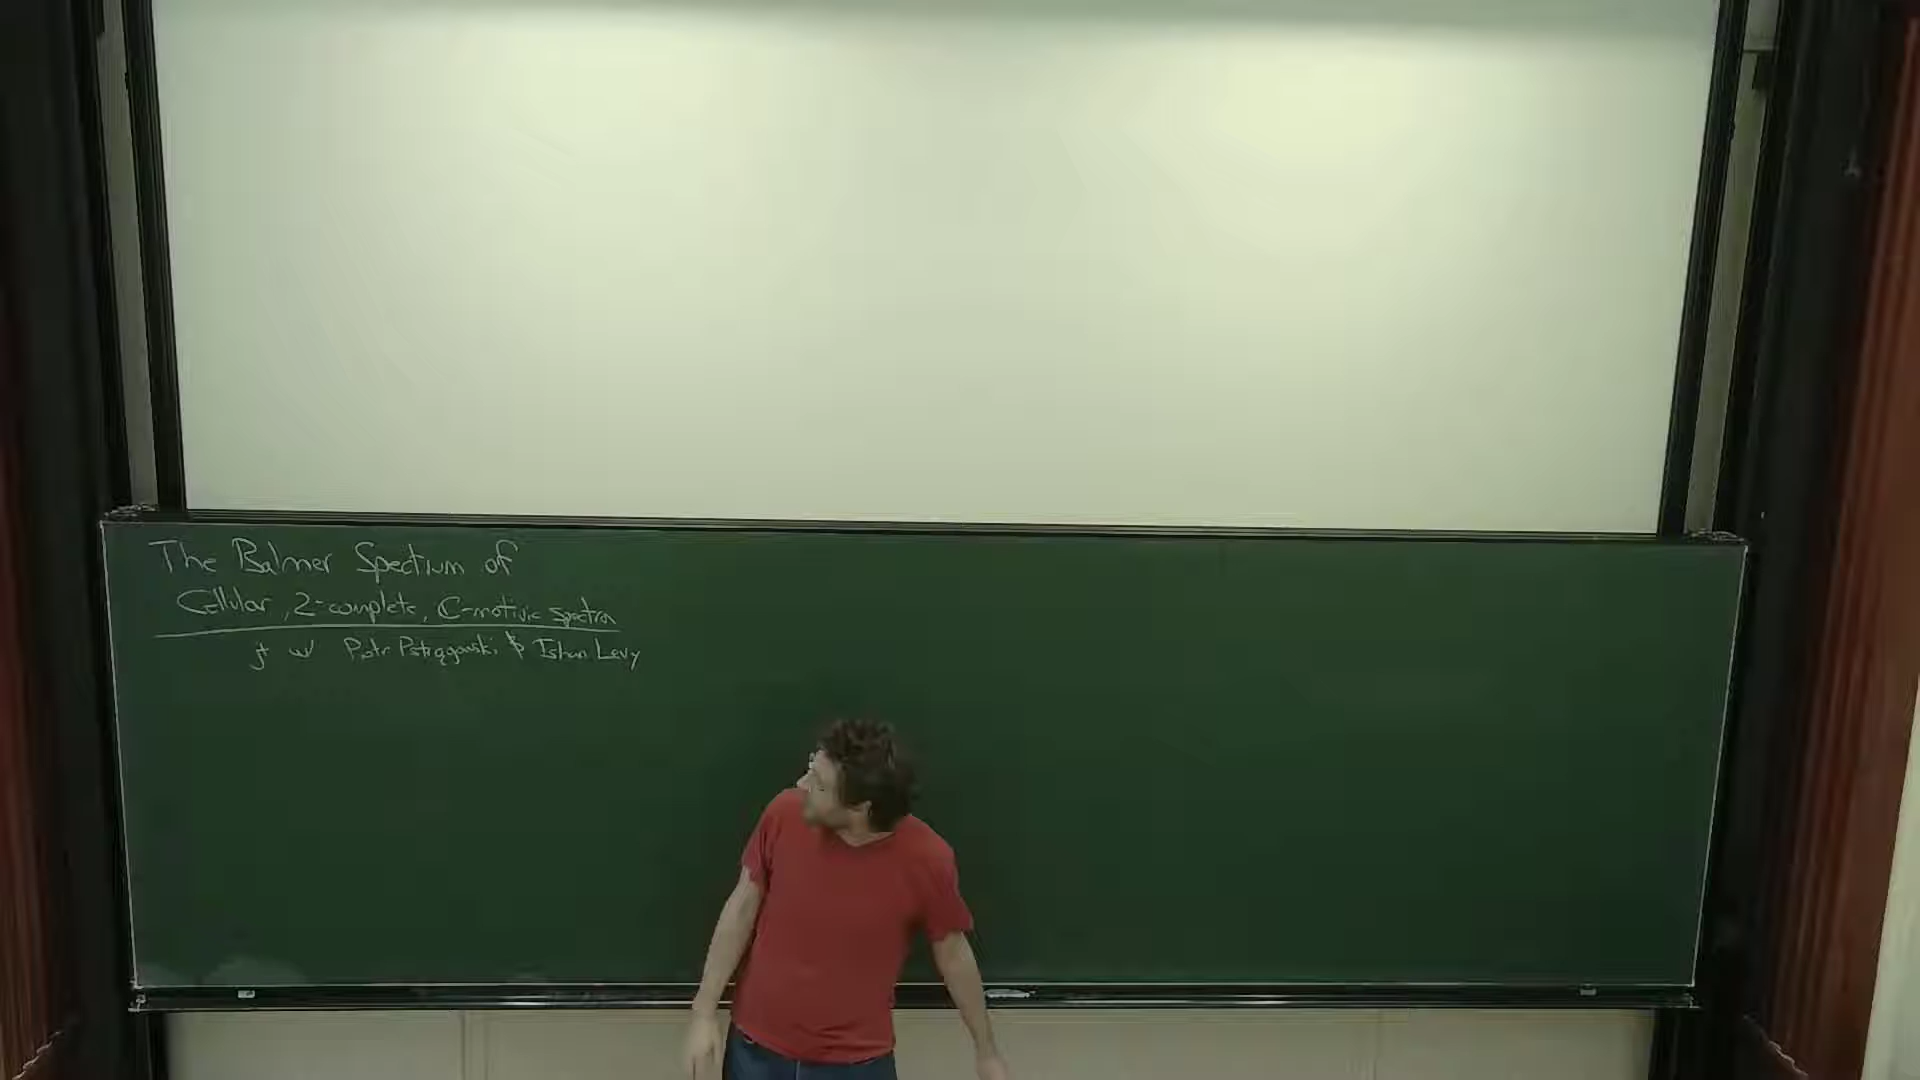 The Balmer Spectrum of
Cellular, 2-complete, ℂ-motivic spectra
jt w/ Piotr Pstrągowski & Ishan Levy